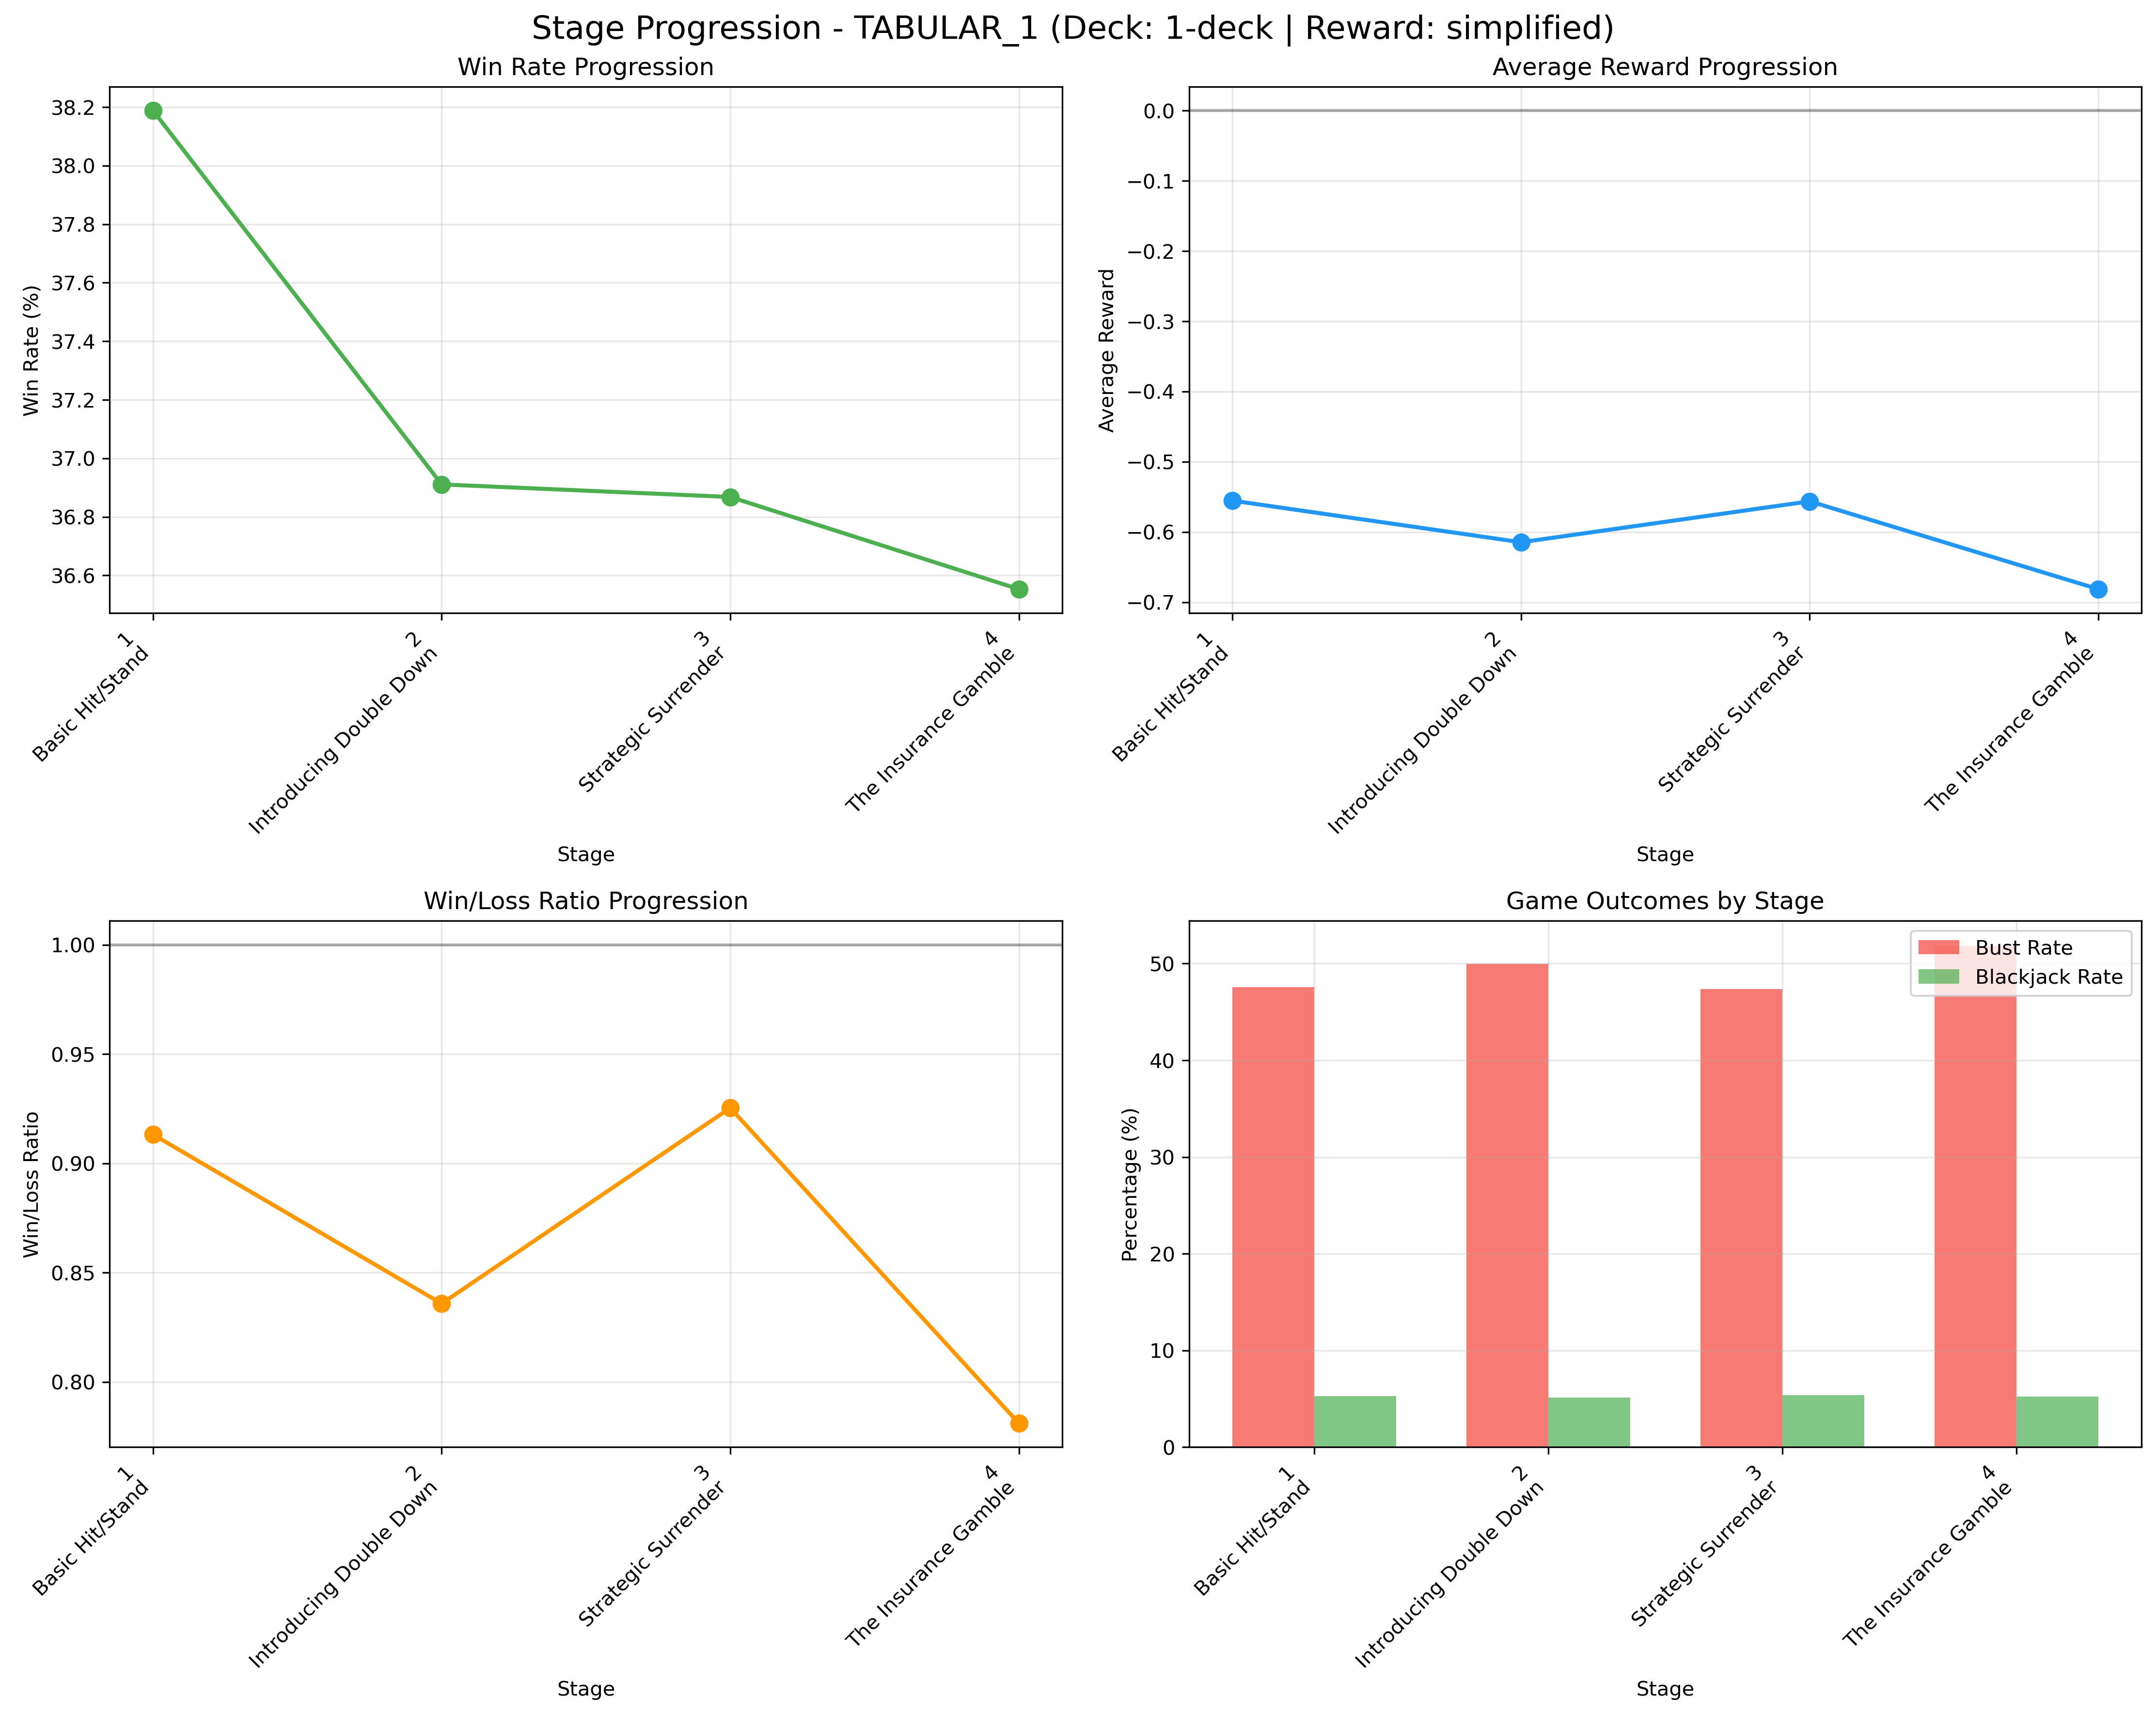 Stage Progression - TABULAR_1 (Deck: 1-deck | Reward: simplified)
Win Rate Progression
Win Rate (%)
38.2
38.0
37.8
37.6
37.4
37.2
37.0
36.8
36.6
1
Basic Hit/Stand
2
Introducing Double Down
3
Strategic Surrender
4
The Insurance Gamble
Stage
Average Reward Progression
Average Reward
0.0
−0.1
−0.2
−0.3
−0.4
−0.5
−0.6
−0.7
1
Basic Hit/Stand
2
Introducing Double Down
3
Strategic Surrender
4
The Insurance Gamble
Stage
Win/Loss Ratio Progression
Win/Loss Ratio
1.00
0.95
0.90
0.85
0.80
1
Basic Hit/Stand
2
Introducing Double Down
3
Strategic Surrender
4
The Insurance Gamble
Stage
Game Outcomes by Stage
Percentage (%)
50
40
30
20
10
0
Bust Rate
Blackjack Rate
1
Basic Hit/Stand
2
Introducing Double Down
3
Strategic Surrender
4
The Insurance Gamble
Stage